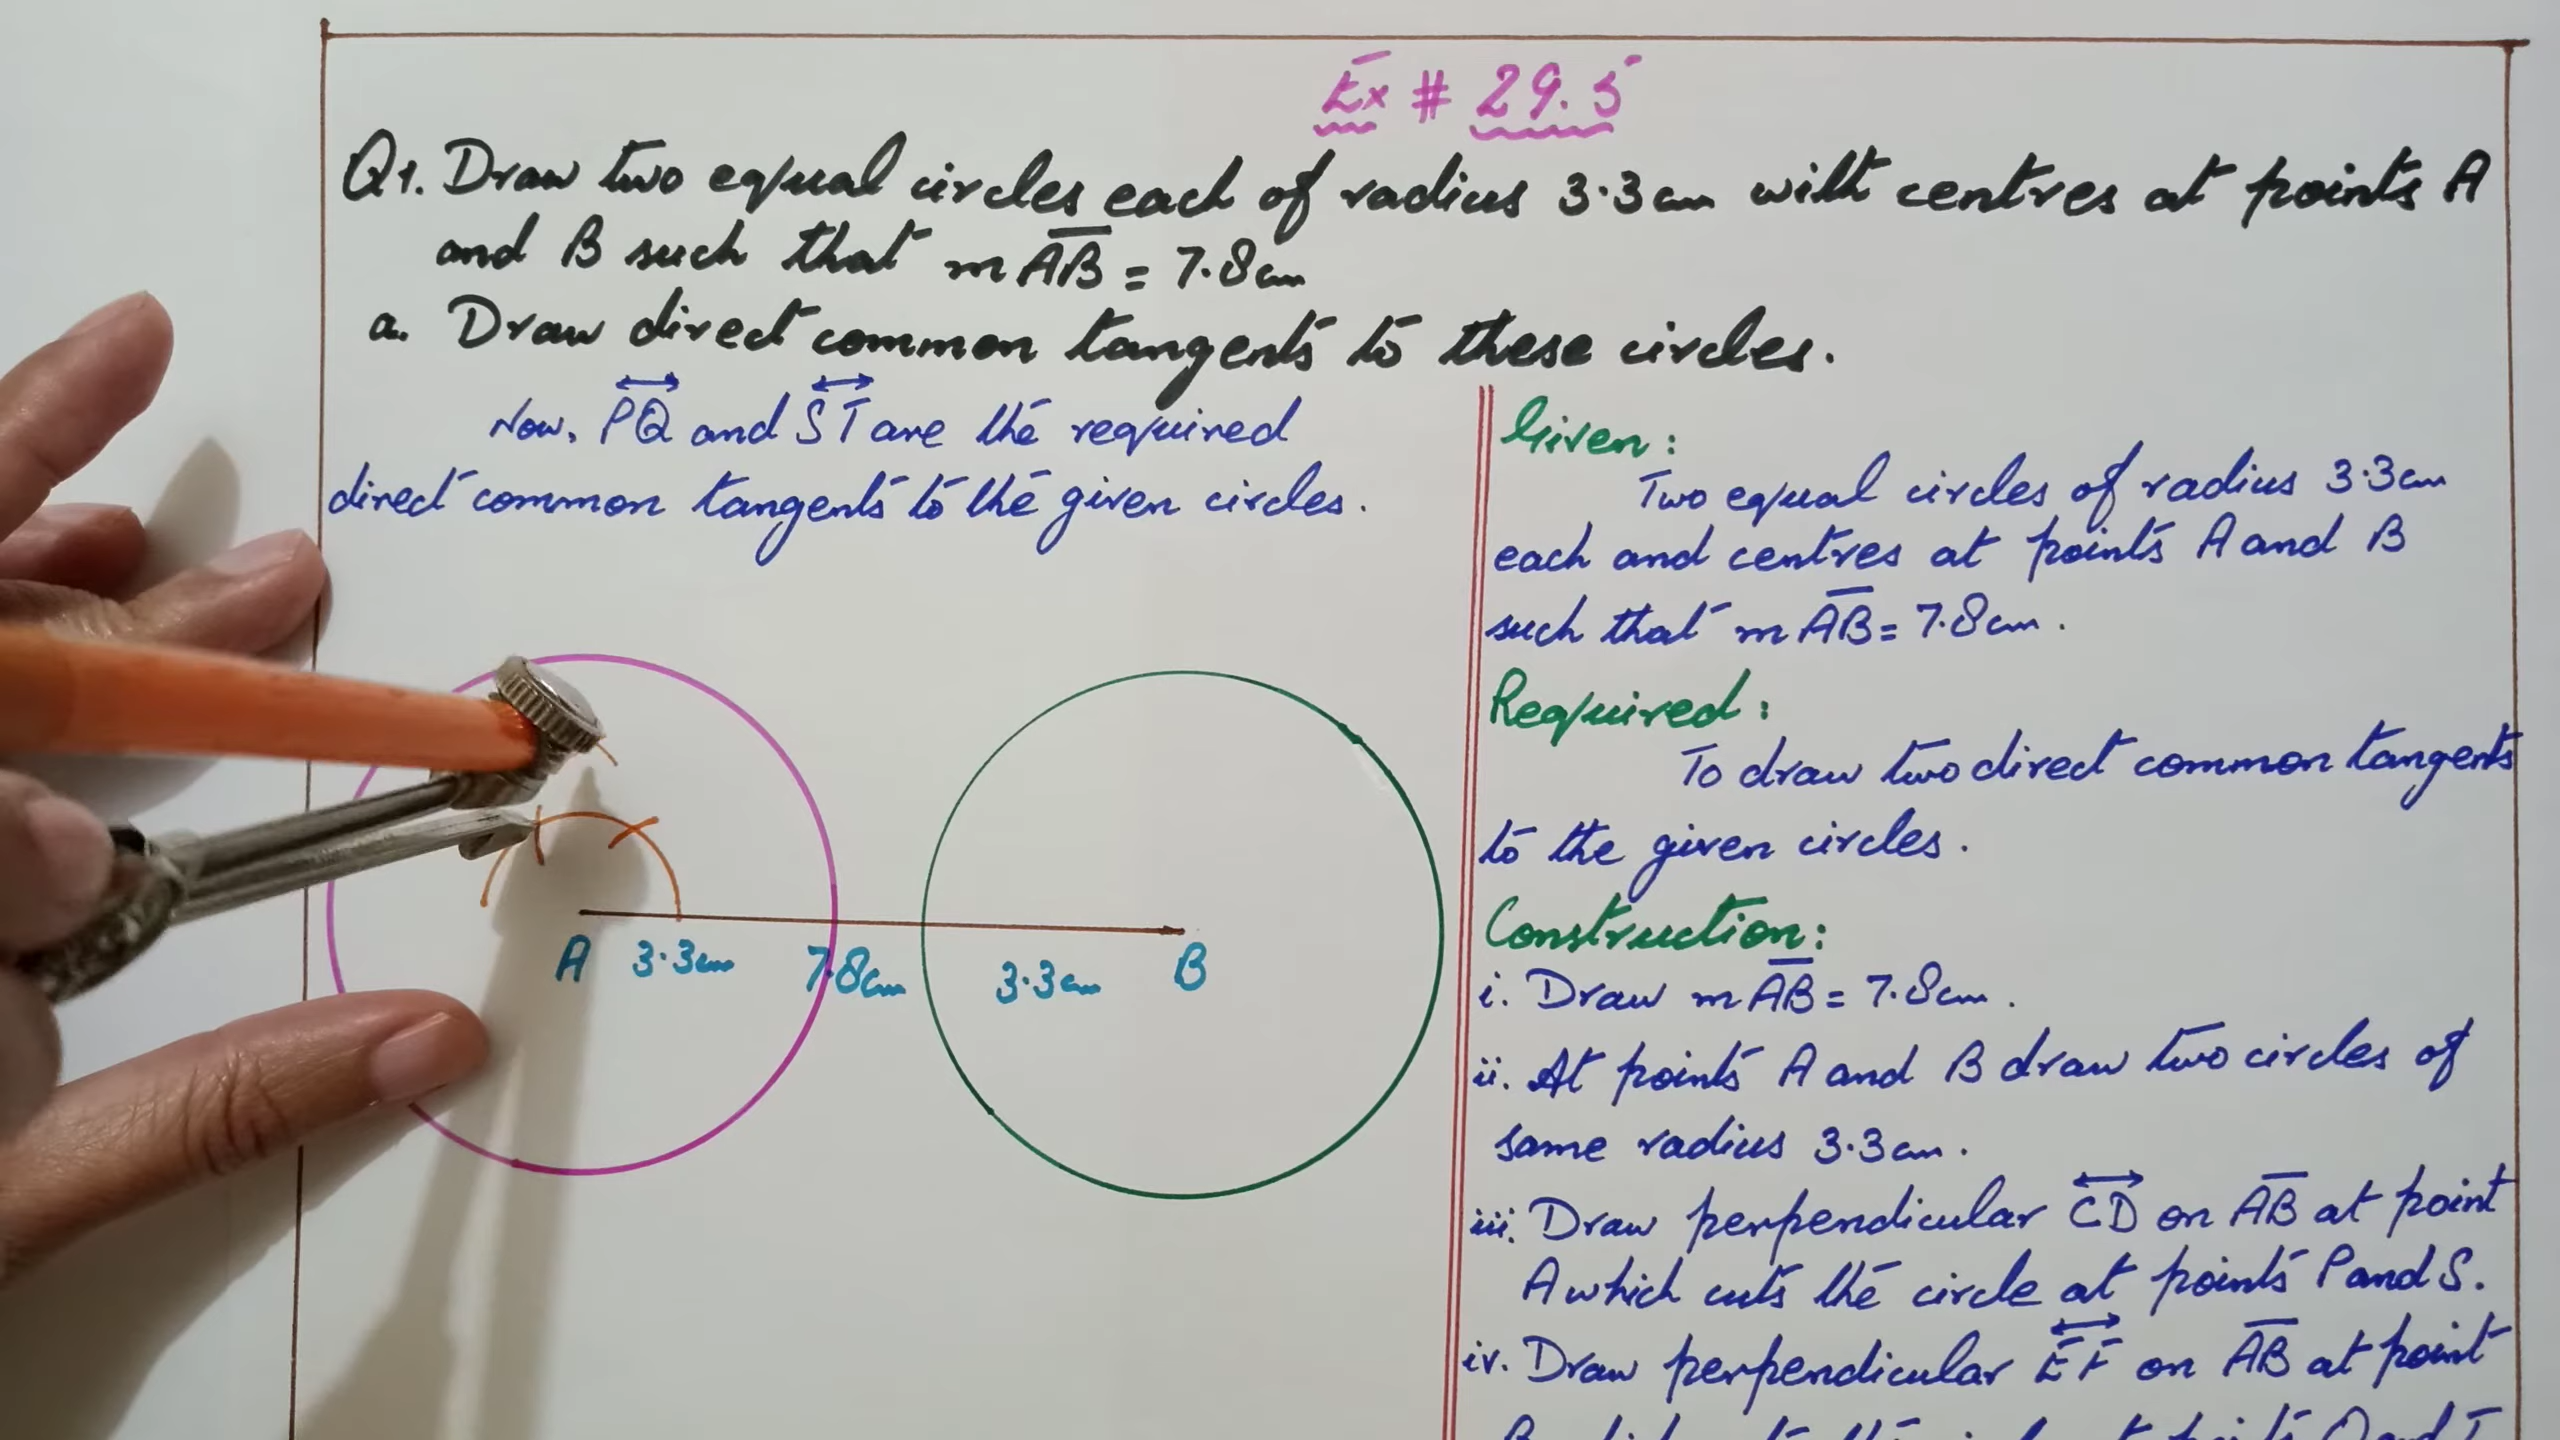 Ex # 29.5
Q1. Draw two equal circles each of radius 3.3cm with centres at points A
and B such that mAB = 7.8cm
a. Draw direct common tangents to these circles.
Now, PQ and ST are the required
direct common tangents to the given circles.
A 3.3cm 7.8cm 3.3cm B
Given:
Two equal circles of radius 3.3cm
each and centres at points A and B
such that mAB = 7.8cm.
Required:
To draw two direct common tangents
to the given circles.
Construction:
i. Draw mAB = 7.8cm.
ii. At points A and B draw two circles of
same radius 3.3cm.
iii. Draw perpendicular CD on AB at point
A which cuts the circle at points P and S.
iv. Draw perpendicular EF on AB at point